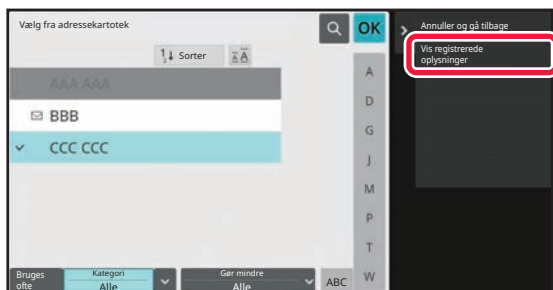 Vælg fra adressekartotek
OK
Annuller og gå tilbage
Vis registrerede
oplysninger
1↓ Sorter
AAA AAA
BBB
CCC CCC
A
D
G
J
M
P
T
W
Bruges
ofte
Kategori
Alle
Gør mindre
Alle
ABC